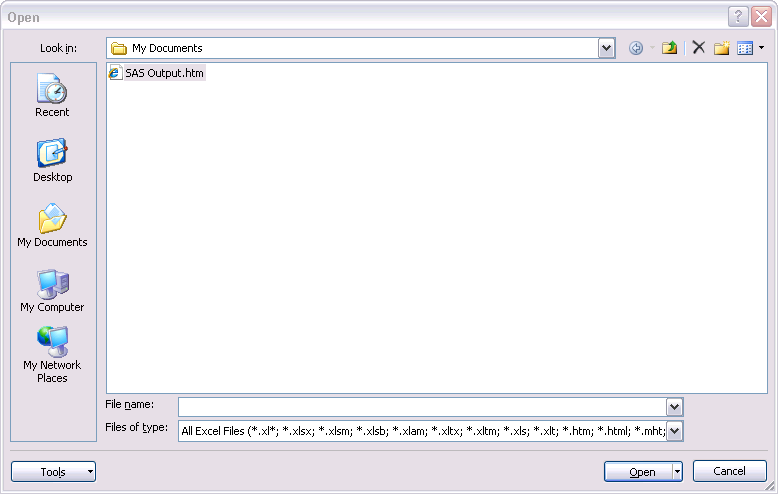 Open
Look in:
My Documents
SAS Output.htm
Recent
Desktop
My Documents
My Computer
My Network
Places
File name:
Files of type:
All Excel Files (*.xl*; *.xlsx; *.xlsm; *.xlsb; *.xlam; *.xltx; *.xltm; *.xls; *.xlt; *.htm; *.html; *.mht;
Tools
Open
Cancel